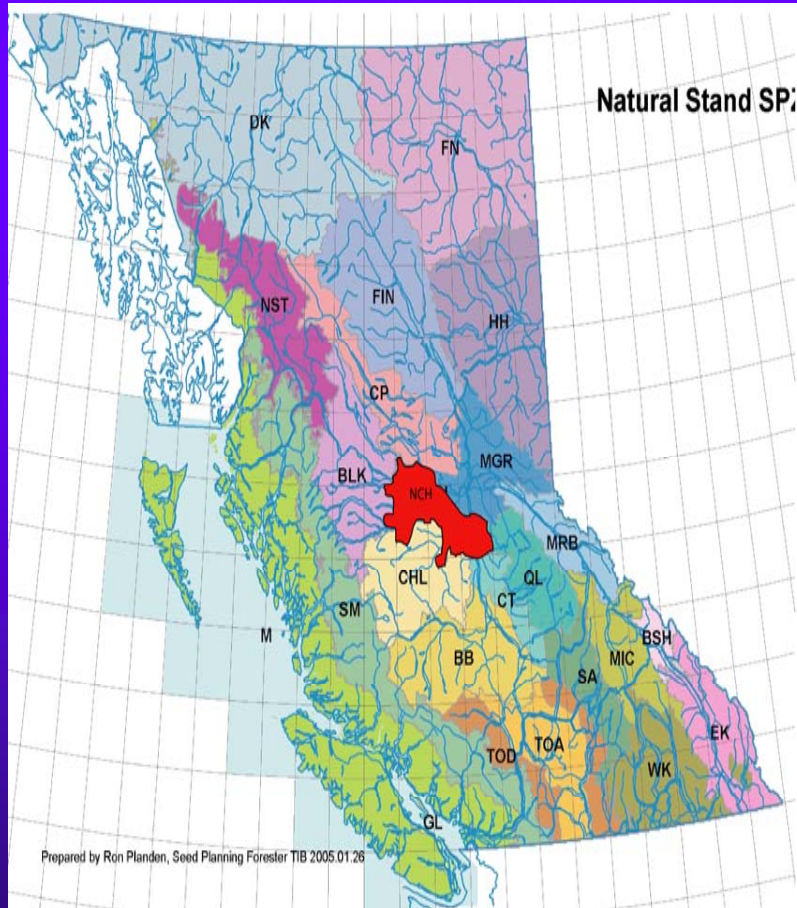 Natural Stand SPZ
DK
FN
NST
FIN
HH
CP
MGR
BLK
NCH
MRB
CHL
QL
CT
SM
BSH
M
BB
MIC
SA
EK
TOD
TOA
WK
GL
Prepared by Ron Planden, Seed Planning Forester TIB 2005.01.26